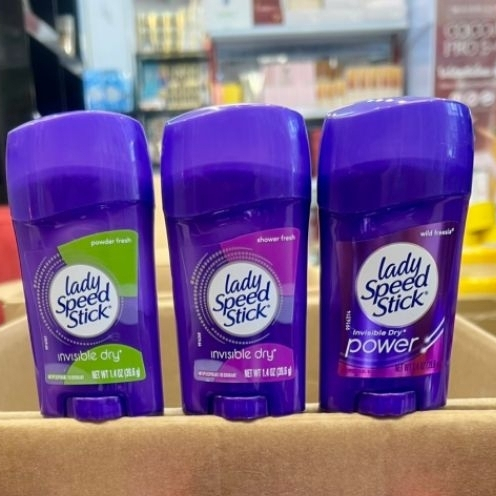 powder fresh
lady
Speed
Stick
invisible dry
NET WT 1.4 OZ (39.6 g)
shower fresh
lady
Speed
Stick
invisible dry
NET WT 1.4 OZ (39.6 g)
wild freesia
lady
Speed
Stick
Invisible Dry
power